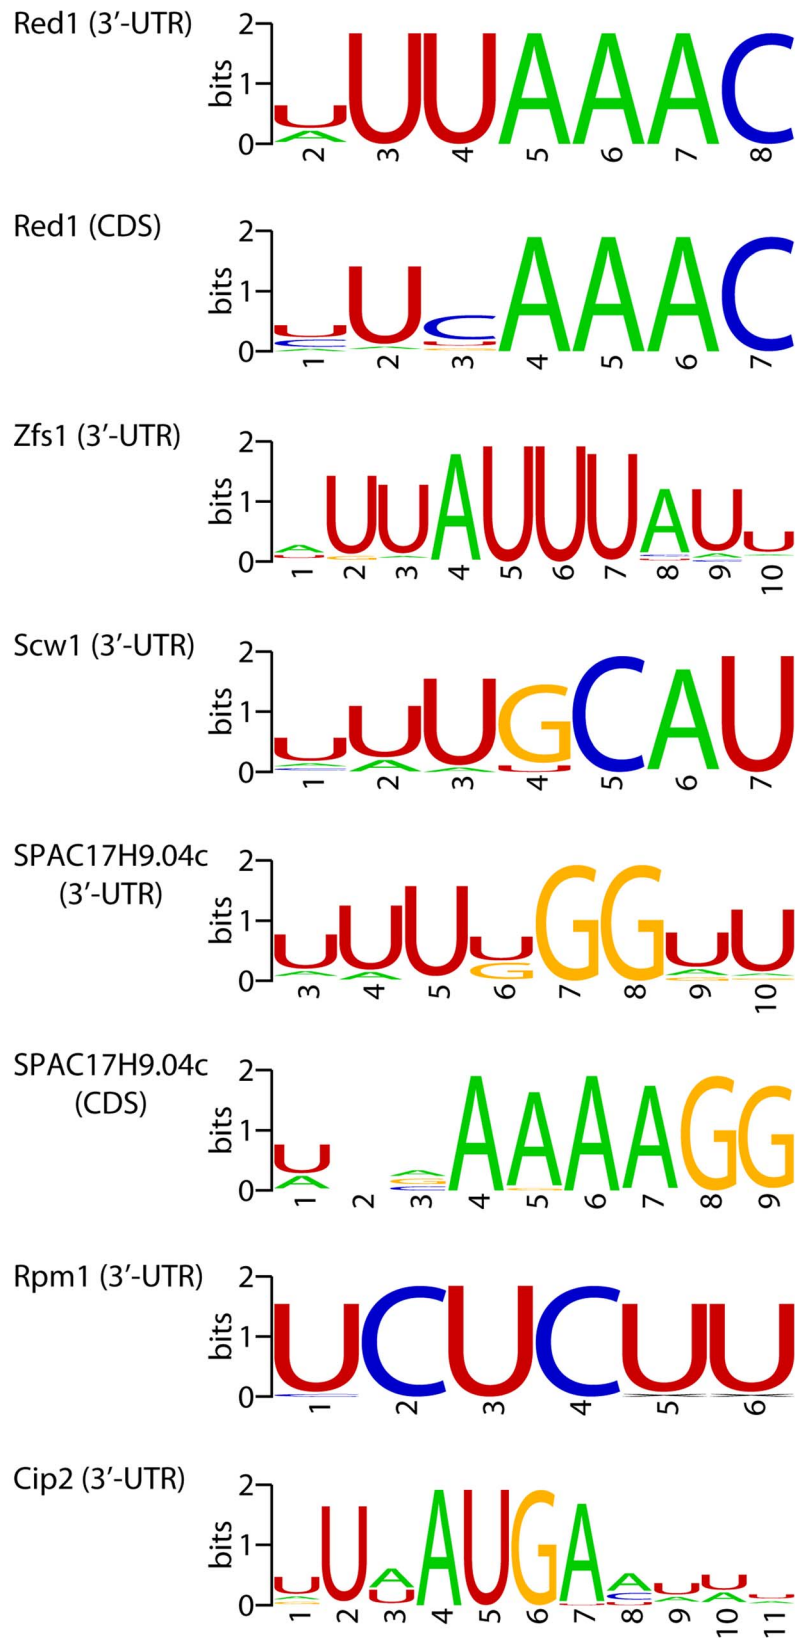 Red1 (3′-UTR)
2
1
0
bits
U U U A A A C
A
2 3 4 5 6 7 8
Red1 (CDS)
2
1
0
bits
U U C A A A C
C A U
A G
1 2 3 4 5 6 7
Zfs1 (3′-UTR)
2
1
0
bits
A U U A U U U A U U
U G A C A A
U C
1 2 3 4 5 6 7 8 9 10
Scw1 (3′-UTR)
2
1
0
bits
U U U G C A U
A A A U
C
1 2 3 4 5 6 7
SPAC17H9.04c
(3′-UTR)
2
1
0
bits
U U U U G G U U
A A G A A
G G
3 4 5 6 7 8 9 10
SPAC17H9.04c
(CDS)
2
1
0
bits
U A A A A A G G
A G G
C
1 2 3 4 5 6 7 8 9
Rpm1 (3′-UTR)
2
1
0
bits
U C U C U U
1 2 3 4 5 6
Cip2 (3′-UTR)
2
1
0
bits
U U A A U G A A U U U
A U U C A A A
G U
1 2 3 4 5 6 7 8 9 10 11